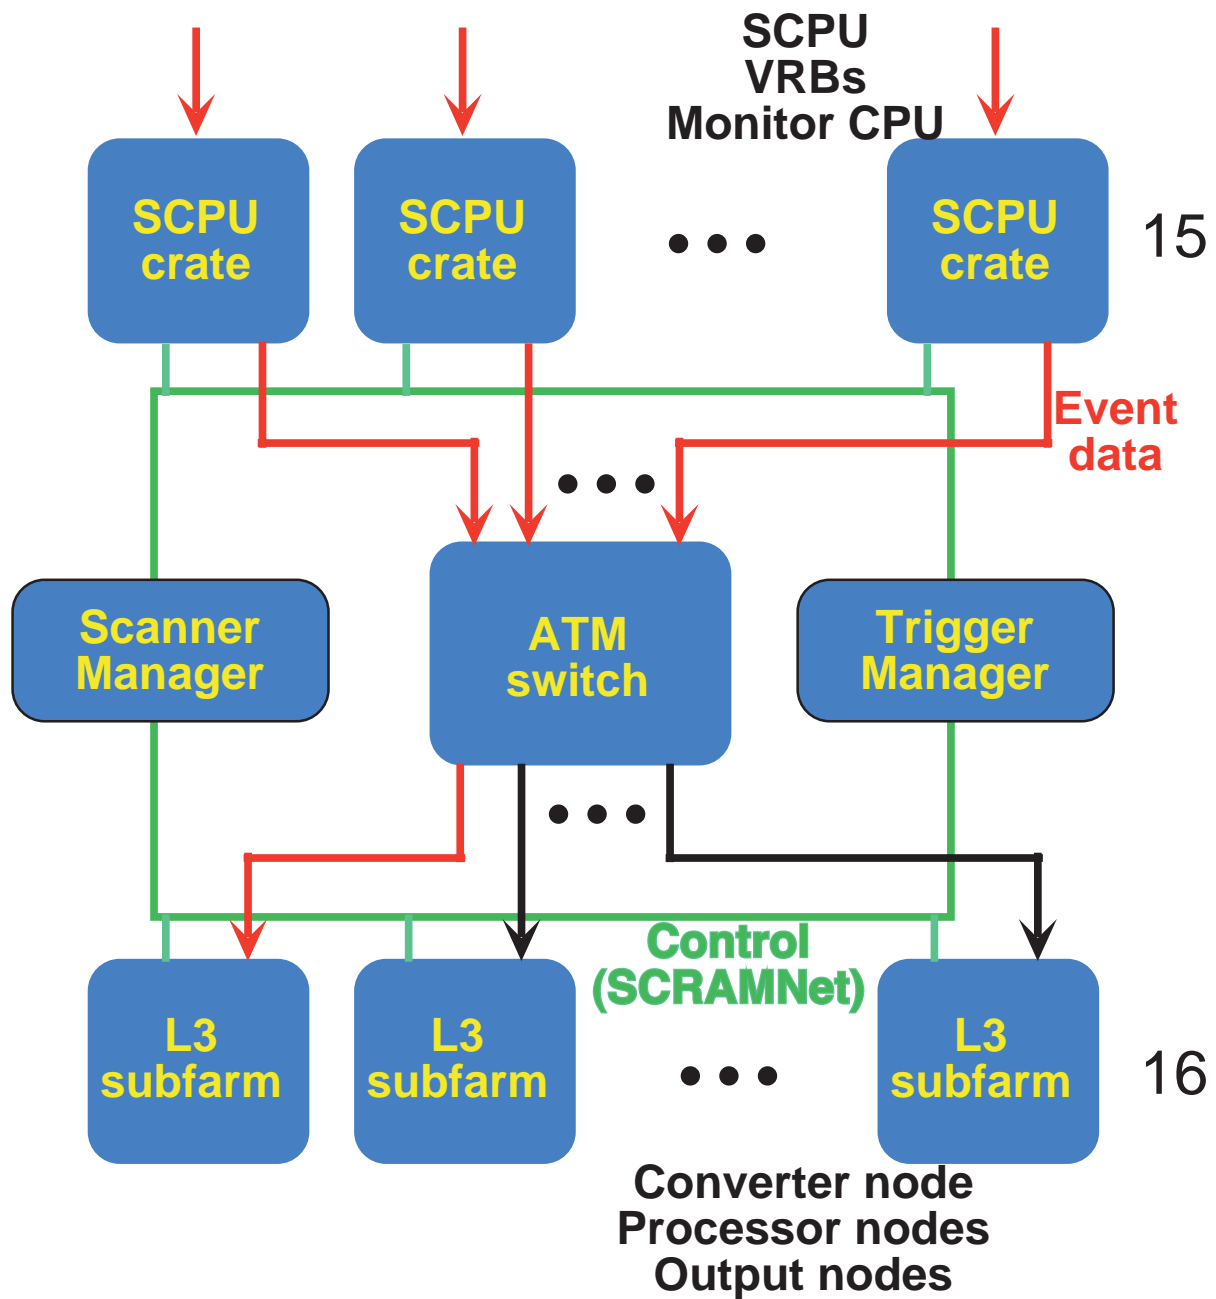 SCPU
VRBs
Monitor CPU
SCPU
crate
SCPU
crate
SCPU
crate
15
Event
data
Scanner
Manager
ATM
switch
Trigger
Manager
Control
(SCRAMNet)
L3
subfarm
L3
subfarm
L3
subfarm
16
Converter node
Processor nodes
Output nodes